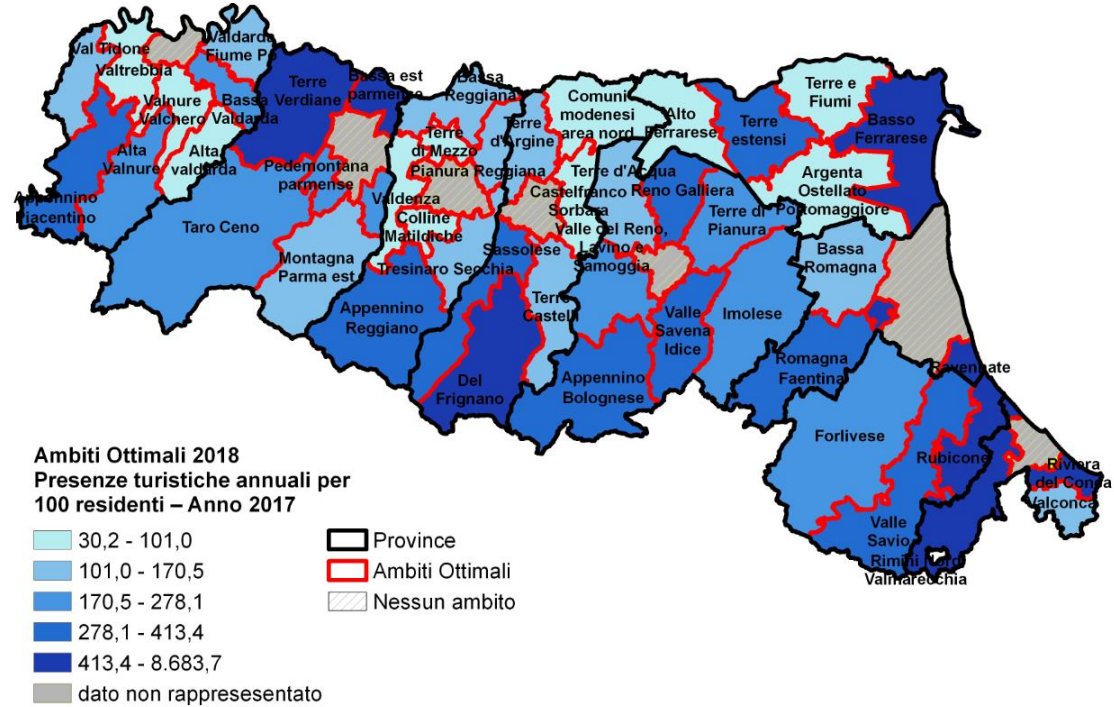 Val Tidone
Valtrebbia
Valdarda
Fiume Po
Valnure
Valchero
Bassa
Valdarda
Alta
Valnure
Alta
valdarda
Appennino
Piacentino
Terre
Verdiane
Bassa est
parmense
Pedemontana
parmense
Taro Ceno
Montagna
Parma est
Bassa
Reggiana
Terre
di Mezzo
Pianura Reggiana
Valdenza
Colline
Matildiche
Tresinaro Secchia
Appennino
Reggiano
Terre
d'Argine
Comuni
modenesi
area nord
Castelfranco
Sorbara
Sassolese
Terre
Castelli
Del
Frignano
Alto
Ferrarese
Terre
estensi
Terre e
Fiumi
Basso
Ferrarese
Argenta
Ostellato
Portomaggiore
Terre d'Acqua
Reno Galliera
Valle del Reno,
Lavino e
Samoggia
Terre di
Pianura
Valle
Savena
Idice
Appennino
Bolognese
Imolese
Bassa
Romagna
Romagna
Faentina
Ravennate
Forlivese
Rubicone
Valle
Savio
Rimini Nord
Valmarecchia
Riviera
del Conca
Valconca
Ambiti Ottimali 2018
Presenze turistiche annuali per
100 residenti – Anno 2017
30,2 - 101,0
101,0 - 170,5
170,5 - 278,1
278,1 - 413,4
413,4 - 8.683,7
dato non rappresesentato
Province
Ambiti Ottimali
Nessun ambito